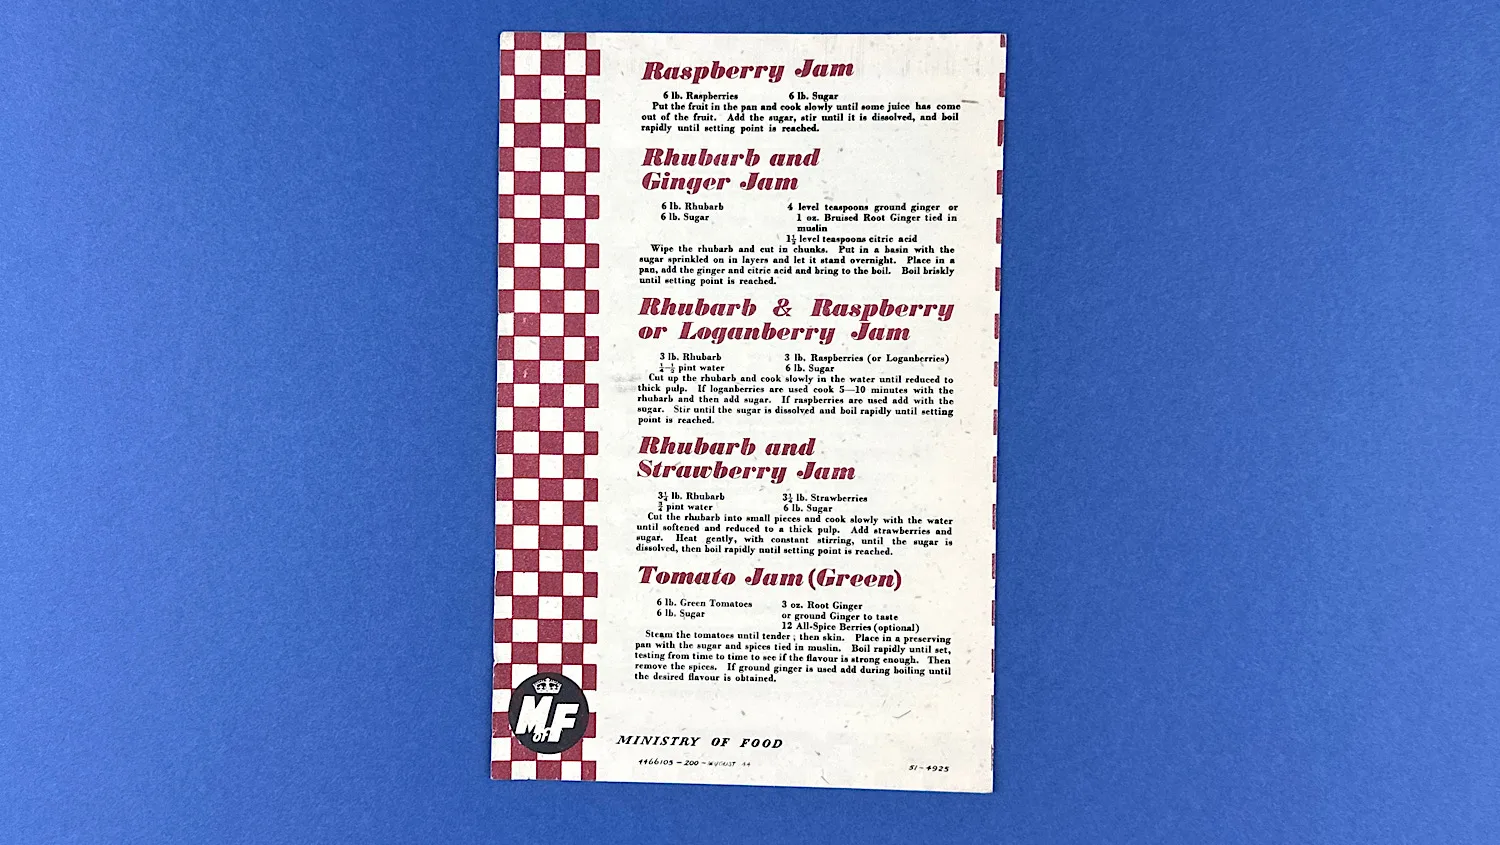 Raspberry Jam
6 lb. Raspberries 6 lb. Sugar
Put the fruit in the pan and cook slowly until some juice has come
out of the fruit. Add the sugar, stir until it is dissolved, and boil
rapidly until setting point is reached.
Rhubarb and
Ginger Jam
6 lb. Rhubarb 4 level teaspoons ground ginger or
6 lb. Sugar 1 oz. Bruised Root Ginger tied in
muslin
1½ level teaspoons citric acid
Wipe the rhubarb and cut in chunks. Put in a basin with the
sugar sprinkled on in layers and let it stand overnight. Place in a
pan, add the ginger and citric acid and bring to the boil. Boil briskly
until setting point is reached.
Rhubarb & Raspberry
or Loganberry Jam
3 lb. Rhubarb 3 lb. Raspberries (or Loganberries)
¼—½ pint water 6 lb. Sugar
Cut up the rhubarb and cook slowly in the water until reduced to
thick pulp. If loganberries are used cook 5—10 minutes with the
rhubarb and then add sugar. If raspberries are used add with the
sugar. Stir until the sugar is dissolved and boil rapidly until setting
point is reached.
Rhubarb and
Strawberry Jam
3¼ lb. Rhubarb 3¼ lb. Strawberries
¾ pint water 6 lb. Sugar
Cut the rhubarb into small pieces and cook slowly with the water
until softened and reduced to a thick pulp. Add strawberries and
sugar. Heat gently, with constant stirring, until the sugar is
dissolved, then boil rapidly until setting point is reached.
Tomato Jam (Green)
6 lb. Green Tomatoes 3 oz. Root Ginger
6 lb. Sugar or ground Ginger to taste
12 All-Spice Berries (optional)
Steam the tomatoes until tender; then skin. Place in a preserving
pan with the sugar and spices tied in muslin. Boil rapidly until set,
testing from time to time to see if the flavour is strong enough. Then
remove the spices. If ground ginger is used add during boiling until
the desired flavour is obtained.
M of F
MINISTRY OF FOOD
4466105 - 200 - AUGUST 44 51-4925